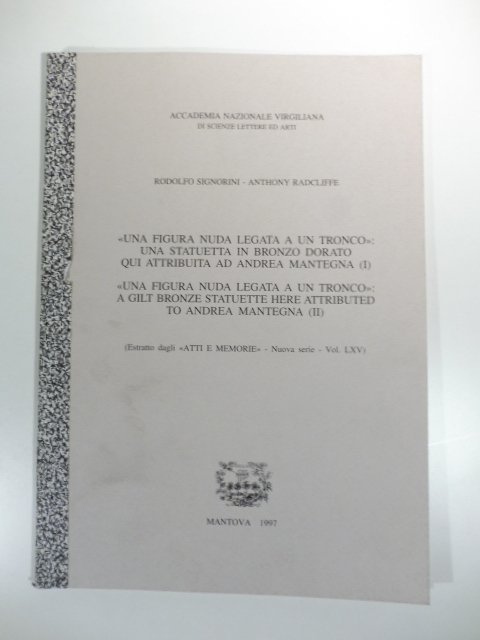 ACCADEMIA NAZIONALE VIRGILIANA
DI SCIENZE LETTERE ED ARTI
RODOLFO SIGNORINI - ANTHONY RADCLIFFE
«UNA FIGURA NUDA LEGATA A UN TRONCO»:
UNA STATUETTA IN BRONZO DORATO
QUI ATTRIBUITA AD ANDREA MANTEGNA (I)
«UNA FIGURA NUDA LEGATA A UN TRONCO»:
A GILT BRONZE STATUETTE HERE ATTRIBUTED
TO ANDREA MANTEGNA (II)
(Estratto dagli «ATTI E MEMORIE» - Nuova serie - Vol. LXV)
MANTOVA 1997